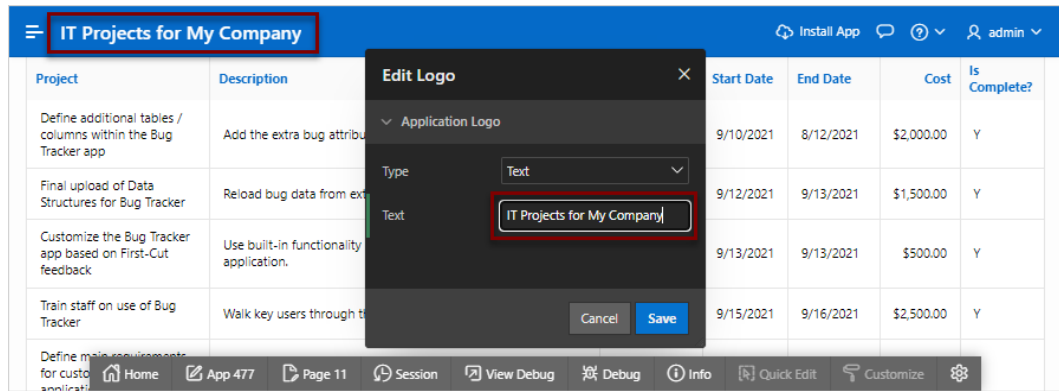 IT Projects for My Company
Install App
admin
Project Description Start Date End Date Cost Is
Complete?
Define additional tables /
columns within the Bug
Tracker app
Add the extra bug
9/10/2021 8/12/2021 $2,000.00 Y
Final upload of Data
Structures for Bug Tracker
Reload bug data from
9/12/2021 9/13/2021 $1,500.00 Y
Customize the Bug Tracker
app based on First-Cut
feedback
Use built-in functionality
application.
9/13/2021 9/13/2021 $500.00 Y
Train staff on use of Bug
Tracker
Walk key users through
9/15/2021 9/16/2021 $2,500.00 Y
Define main requirements
for
Edit Logo
Application Logo
Type Text
Text IT Projects for My Company
Cancel Save
Home App 477 Page 11 Session View Debug Debug Info Quick Edit Customize